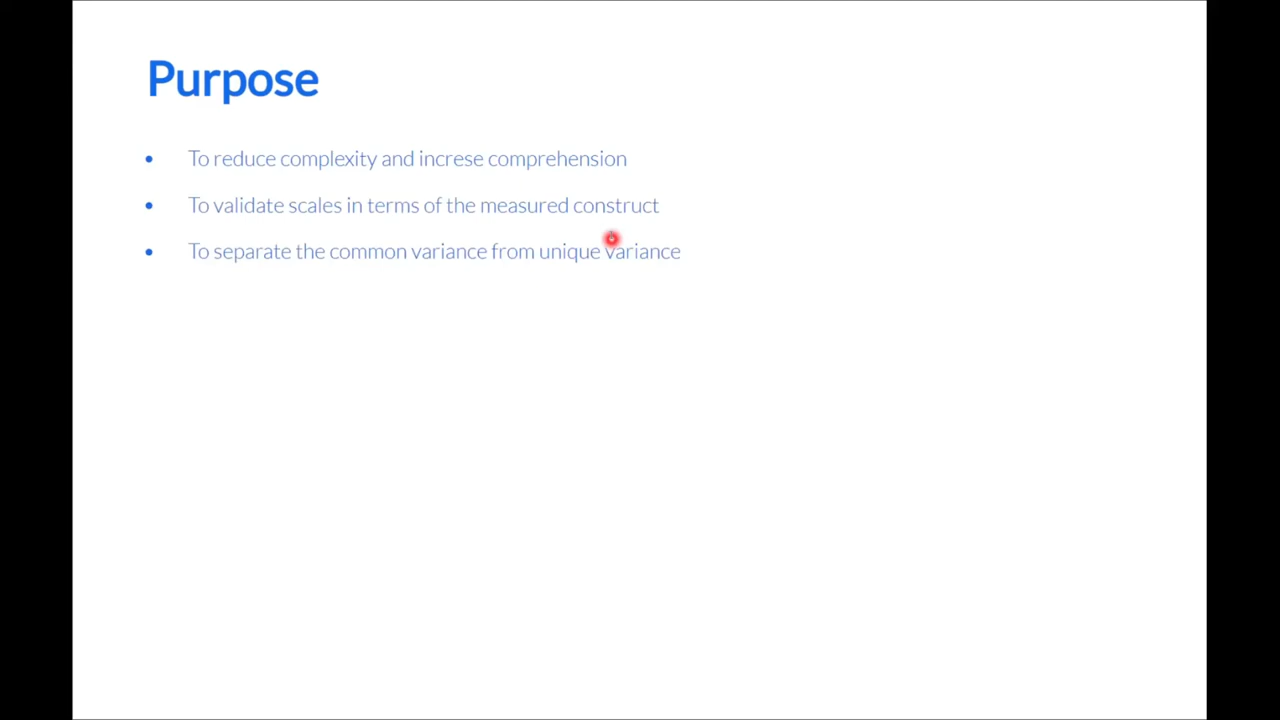 Purpose
• To reduce complexity and increse comprehension
• To validate scales in terms of the measured construct
• To separate the common variance from unique variance